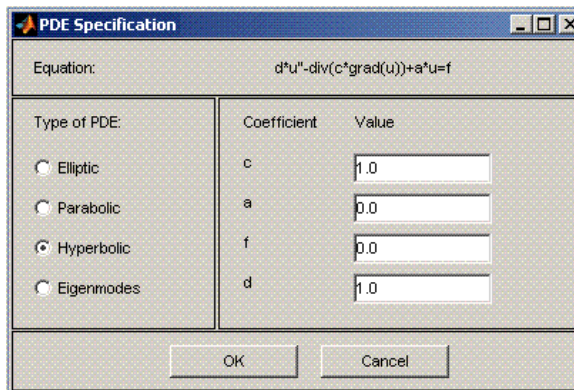 PDE Specification
Equation: d*u''-div(c*grad(u))+a*u=f
Type of PDE: Coefficient Value
Elliptic c 1.0
Parabolic a 0.0
Hyperbolic f 0.0
Eigenmodes d 1.0
OK Cancel